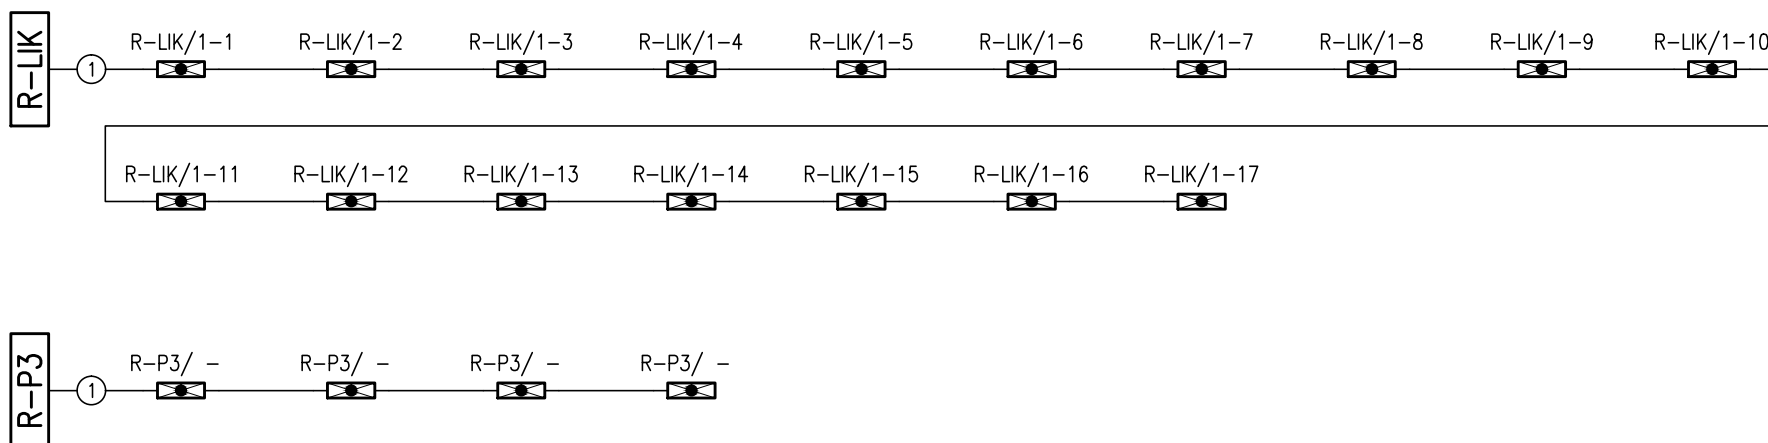 R-LIK
1
R-LIK/1-1 R-LIK/1-2 R-LIK/1-3 R-LIK/1-4 R-LIK/1-5 R-LIK/1-6 R-LIK/1-7 R-LIK/1-8 R-LIK/1-9 R-LIK/1-10
R-LIK/1-11 R-LIK/1-12 R-LIK/1-13 R-LIK/1-14 R-LIK/1-15 R-LIK/1-16 R-LIK/1-17
R-P3
1
R-P3/ - R-P3/ - R-P3/ - R-P3/ -